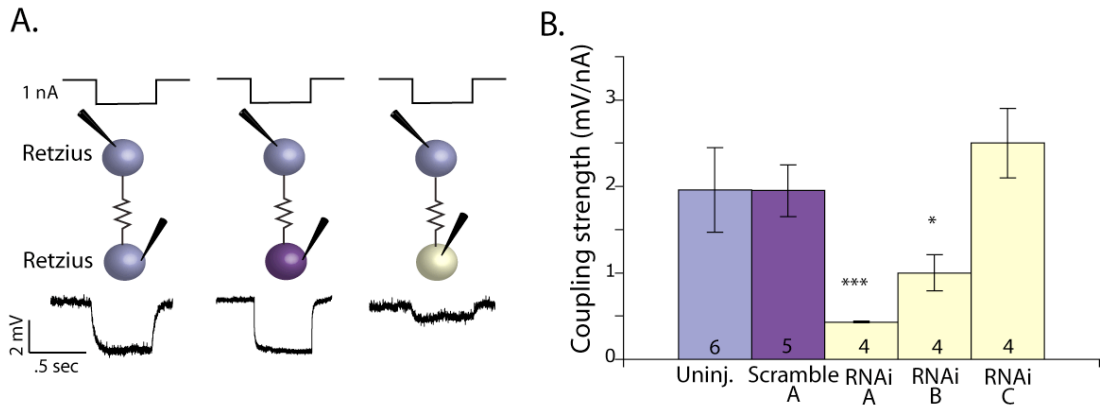 A.
1 nA
Retzius
Retzius
2 mV
.5 sec
B.
Coupling strength (mV/nA)
3
2
1
0
***
*
6 5 4 4 4
Uninj. Scramble A RNAi A RNAi B RNAi C